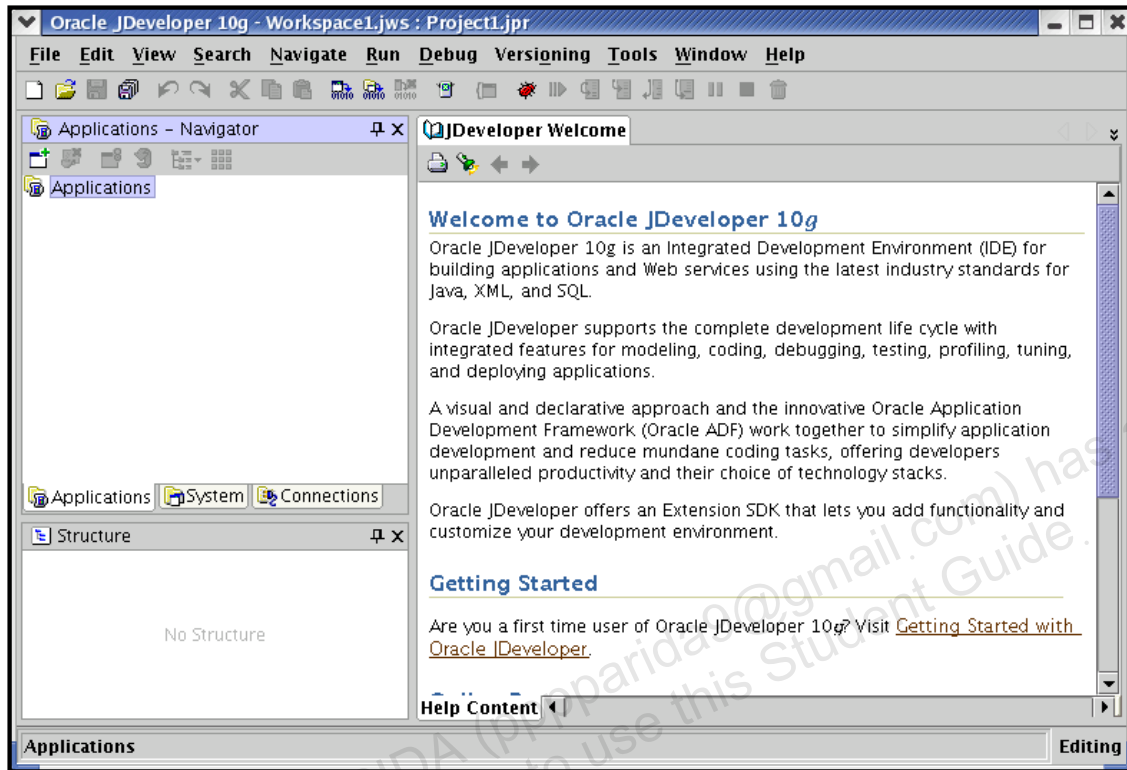 Oracle JDeveloper 10g - Workspace1.jws : Project1.jpr
File Edit View Search Navigate Run Debug Versioning Tools Window Help
Applications - Navigator
Applications
Applications System Connections
Structure
No Structure
JDeveloper Welcome
Welcome to Oracle JDeveloper 10g
Oracle JDeveloper 10g is an Integrated Development Environment (IDE) for
building applications and Web services using the latest industry standards for
Java, XML, and SQL.
Oracle JDeveloper supports the complete development life cycle with
integrated features for modeling, coding, debugging, testing, profiling, tuning,
and deploying applications.
A visual and declarative approach and the innovative Oracle Application
Development Framework (Oracle ADF) work together to simplify application
development and reduce mundane coding tasks, offering developers
unparalleled productivity and their choice of technology stacks.
Oracle JDeveloper offers an Extension SDK that lets you add functionality and
customize your development environment.
Getting Started
Are you a first time user of Oracle JDeveloper 10g? Visit Getting Started with
Oracle JDeveloper.
Help Content
Applications
Editing
gmail.com) has
use this Student Guide.